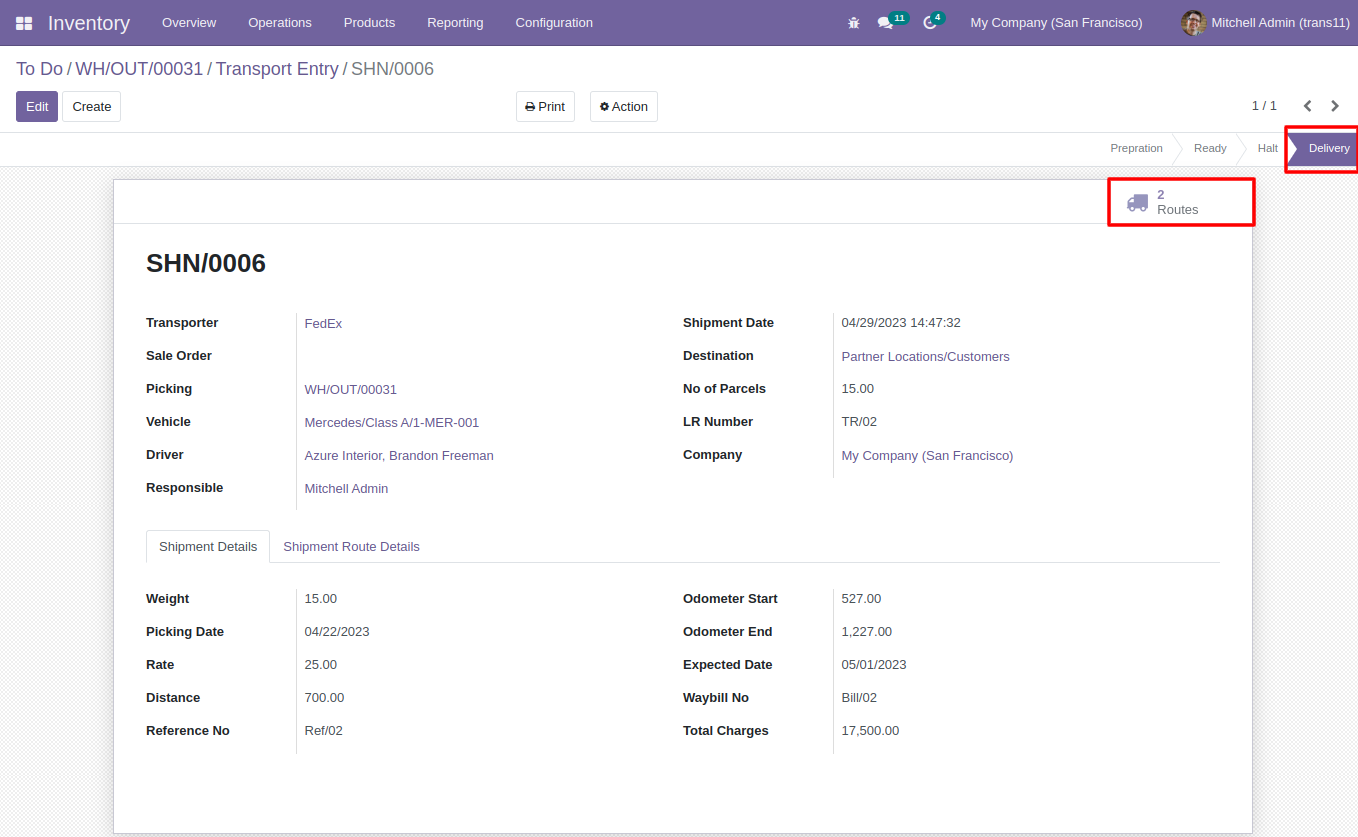 Inventory Overview Operations Products Reporting Configuration 11 4 My Company (San Francisco) Mitchell Admin (trans11)
To Do / WH/OUT/00031 / Transport Entry / SHN/0006
Edit Create Print Action 1 / 1
Prepration Ready Halt Delivery
2
Routes
SHN/0006
Transporter FedEx Shipment Date 04/29/2023 14:47:32
Sale Order Destination Partner Locations/Customers
Picking WH/OUT/00031 No of Parcels 15.00
Vehicle Mercedes/Class A/1-MER-001 LR Number TR/02
Driver Azure Interior, Brandon Freeman Company My Company (San Francisco)
Responsible Mitchell Admin
Shipment Details Shipment Route Details
Weight 15.00 Odometer Start 527.00
Picking Date 04/22/2023 Odometer End 1,227.00
Rate 25.00 Expected Date 05/01/2023
Distance 700.00 Waybill No Bill/02
Reference No Ref/02 Total Charges 17,500.00